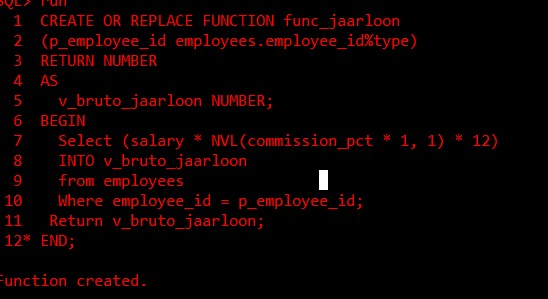 SQL> run
1 CREATE OR REPLACE FUNCTION func_jaarloon
2 (p_employee_id employees.employee_id%type)
3 RETURN NUMBER
4 AS
5 v_bruto_jaarloon NUMBER;
6 BEGIN
7 Select (salary * NVL(commission_pct * 1, 1) * 12)
8 INTO v_bruto_jaarloon
9 from employees
10 Where employee_id = p_employee_id;
11 Return v_bruto_jaarloon;
12* END;
Function created.